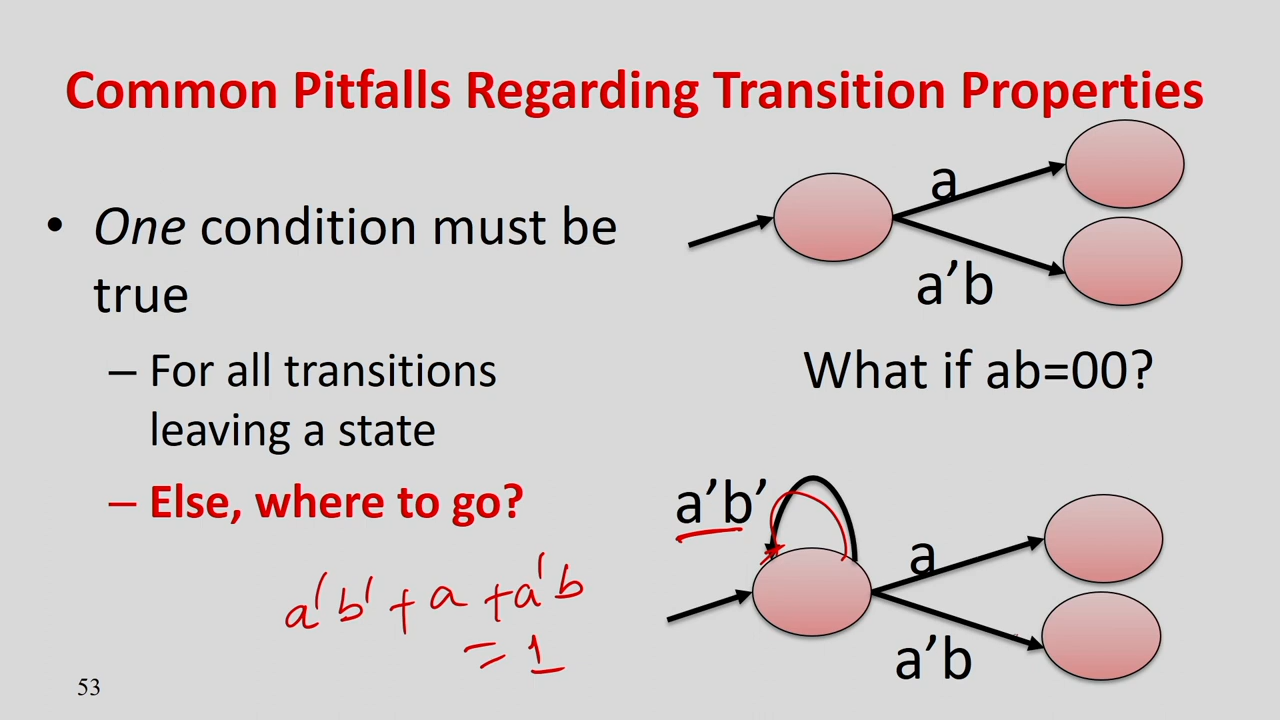 Common Pitfalls Regarding Transition Properties
• One condition must be
true
– For all transitions
leaving a state
– Else, where to go?
a'b' + a + a'b
= 1
53
a
a’b
What if ab=00?
a’b’
a
a’b